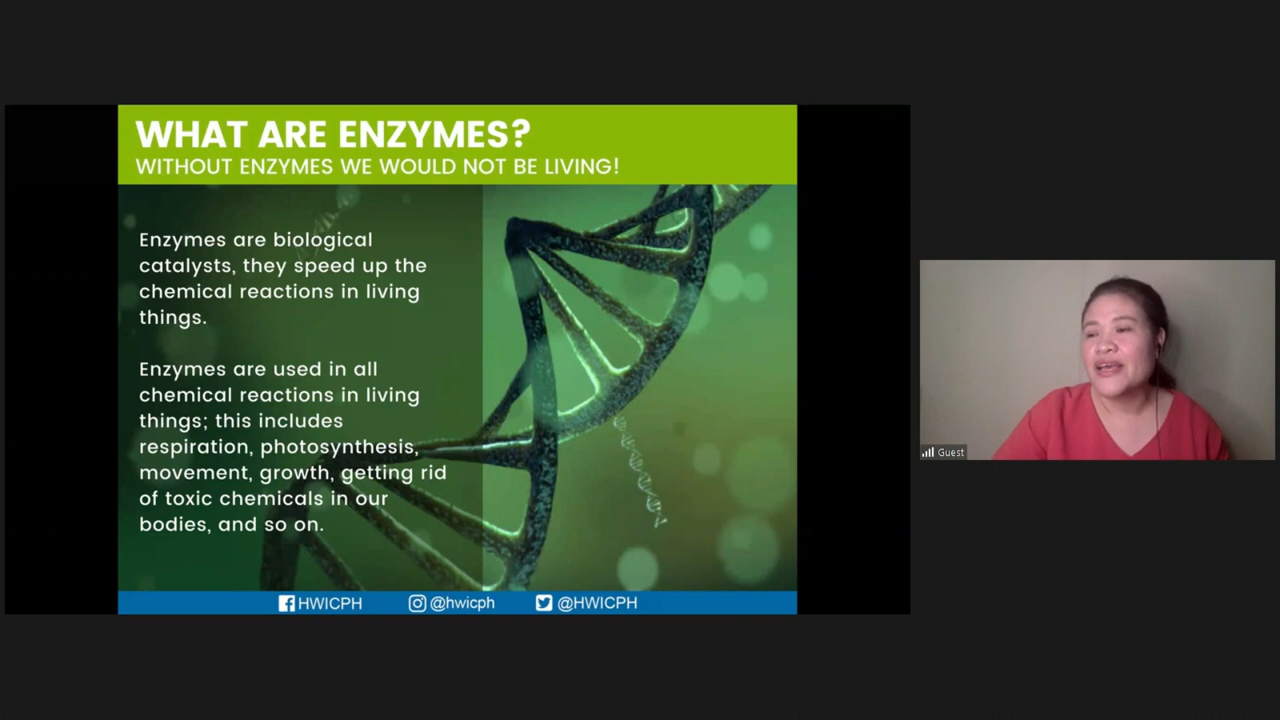 WHAT ARE ENZYMES?
WITHOUT ENZYMES WE WOULD NOT BE LIVING!
Enzymes are biological
catalysts, they speed up the
chemical reactions in living
things.
Enzymes are used in all
chemical reactions in living
things; this includes
respiration, photosynthesis,
movement, growth, getting rid
of toxic chemicals in our
bodies, and so on.
HWICPH @hwicph @HWICPH
Guest